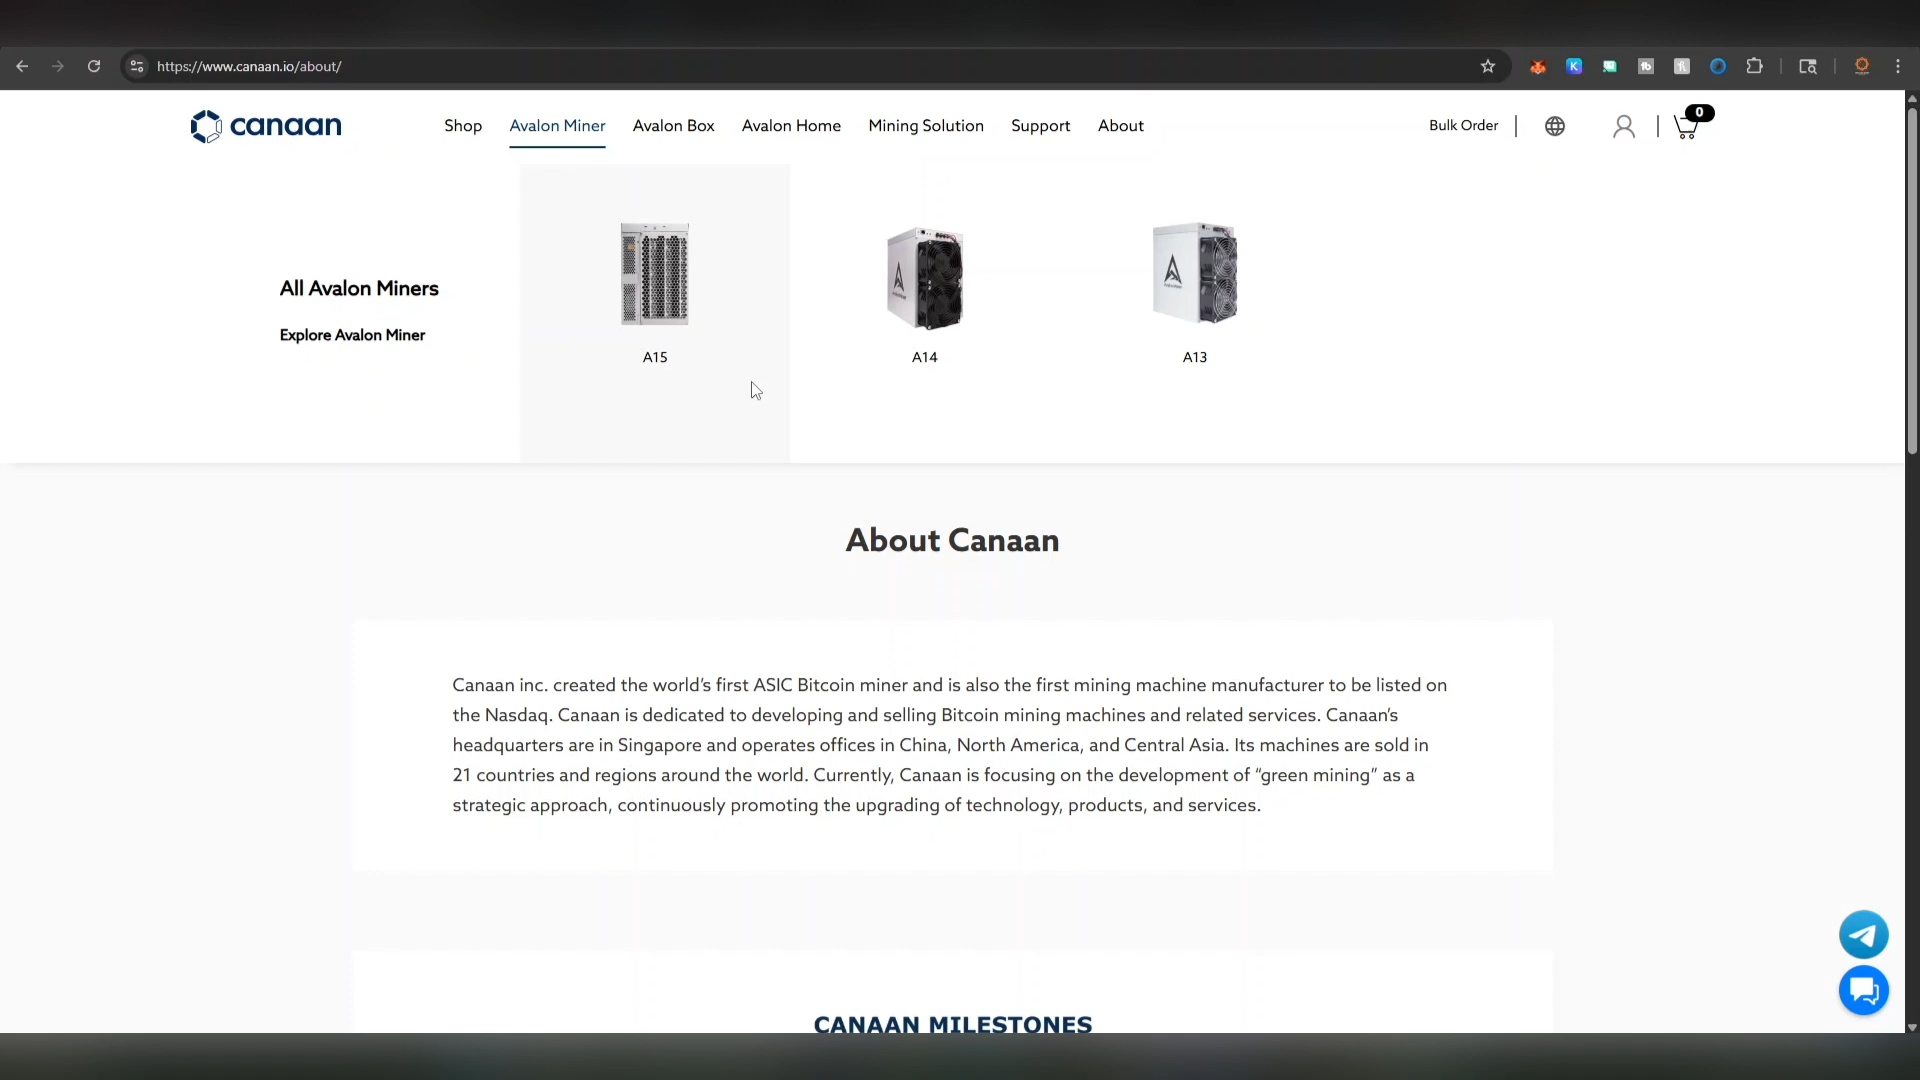 https://www.canaan.io/about/
canaan
Shop
Avalon Miner
Avalon Box
Avalon Home
Mining Solution
Support
About
Bulk Order
0
All Avalon Miners
Explore Avalon Miner
A15
A14
A13
About Canaan
Canaan inc. created the world's first ASIC Bitcoin miner and is also the first mining machine manufacturer to be listed on
the Nasdaq. Canaan is dedicated to developing and selling Bitcoin mining machines and related services. Canaan's
headquarters are in Singapore and operates offices in China, North America, and Central Asia. Its machines are sold in
21 countries and regions around the world. Currently, Canaan is focusing on the development of “green mining” as a
strategic approach, continuously promoting the upgrading of technology, products, and services.
CANAAN MILESTONES